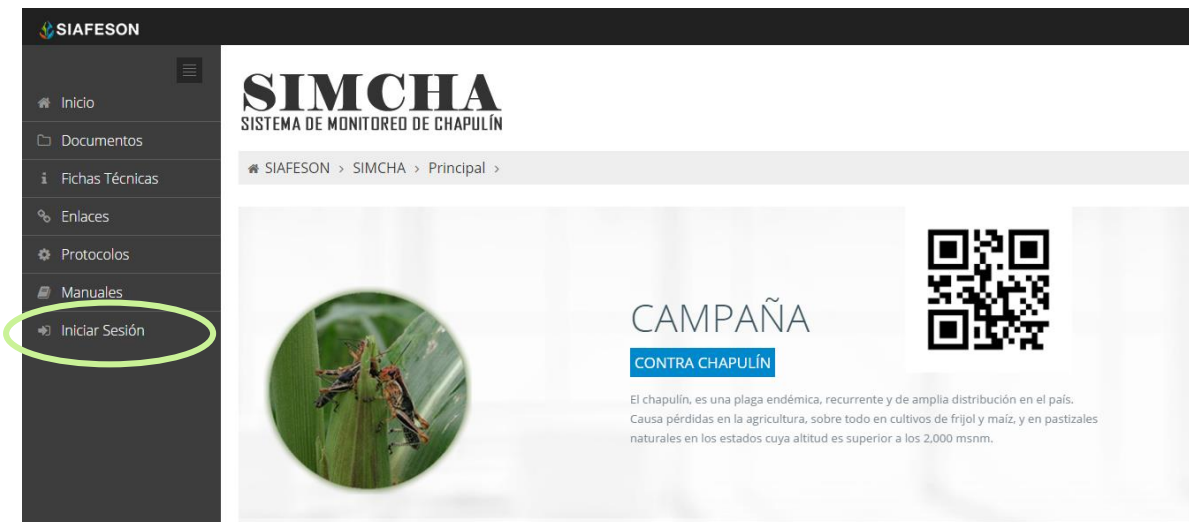 SIAFESON
Inicio
Documentos
Fichas Técnicas
Enlaces
Protocolos
Manuales
Iniciar Sesión
SIMCHA
SISTEMA DE MONITOREO DE CHAPULÍN
SIAFESON > SIMCHA > Principal >
CAMPAÑA
CONTRA CHAPULÍN
El chapulín, es una plaga endémica, recurrente y de amplia distribución en el país.
Causa pérdidas en la agricultura, sobre todo en cultivos de frijol y maíz, y en pastizales
naturales en los estados cuya altitud es superior a los 2,000 msnm.